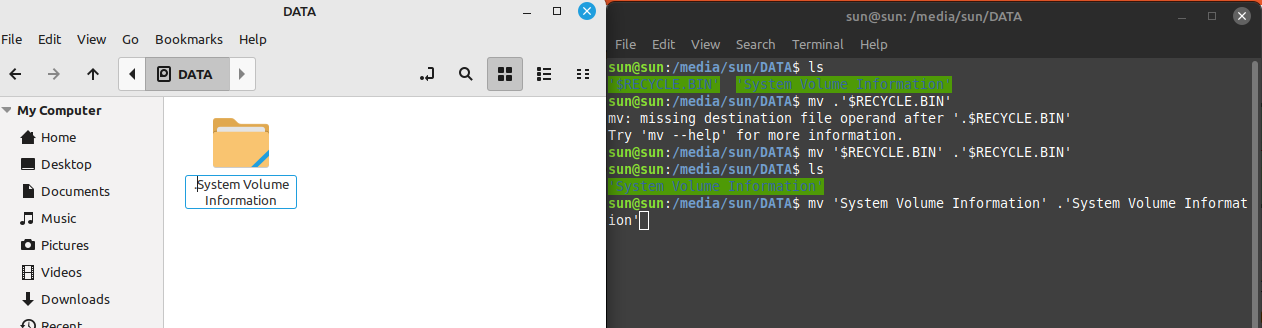 DATA
File Edit View Go Bookmarks Help
DATA
My Computer
Home
Desktop
Documents
Music
Pictures
Videos
Downloads
Recent
.System Volume
Information
sun@sun: /media/sun/DATA
File Edit View Search Terminal Help
sun@sun:/media/sun/DATA$ ls
'$RECYCLE.BIN'  'System Volume Information'
sun@sun:/media/sun/DATA$ mv .'$RECYCLE.BIN'
mv: missing destination file operand after '.$RECYCLE.BIN'
Try 'mv --help' for more information.
sun@sun:/media/sun/DATA$ mv '$RECYCLE.BIN' .'$RECYCLE.BIN'
sun@sun:/media/sun/DATA$ ls
'System Volume Information'
sun@sun:/media/sun/DATA$ mv 'System Volume Information' .'System Volume Informat
ion'